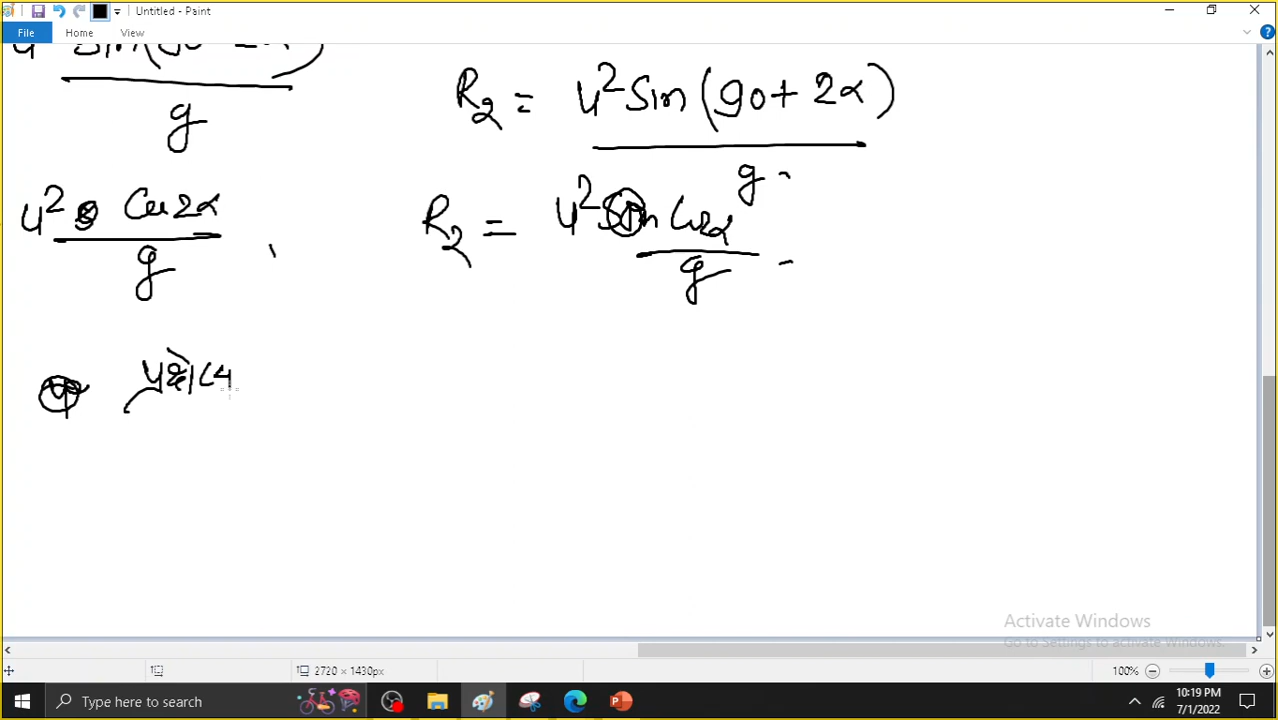 Untitled - Paint
File Home View
u² Sin(90 - 2α)
g
R₂ = u² Sin (90 + 2α)
g
u² Cos2α
g
R₂ = u² Cos2α
g
Activate Windows
Go to Settings to activate Windows.
2720 × 1430px
100%
Type here to search
10:19 PM
7/1/2022